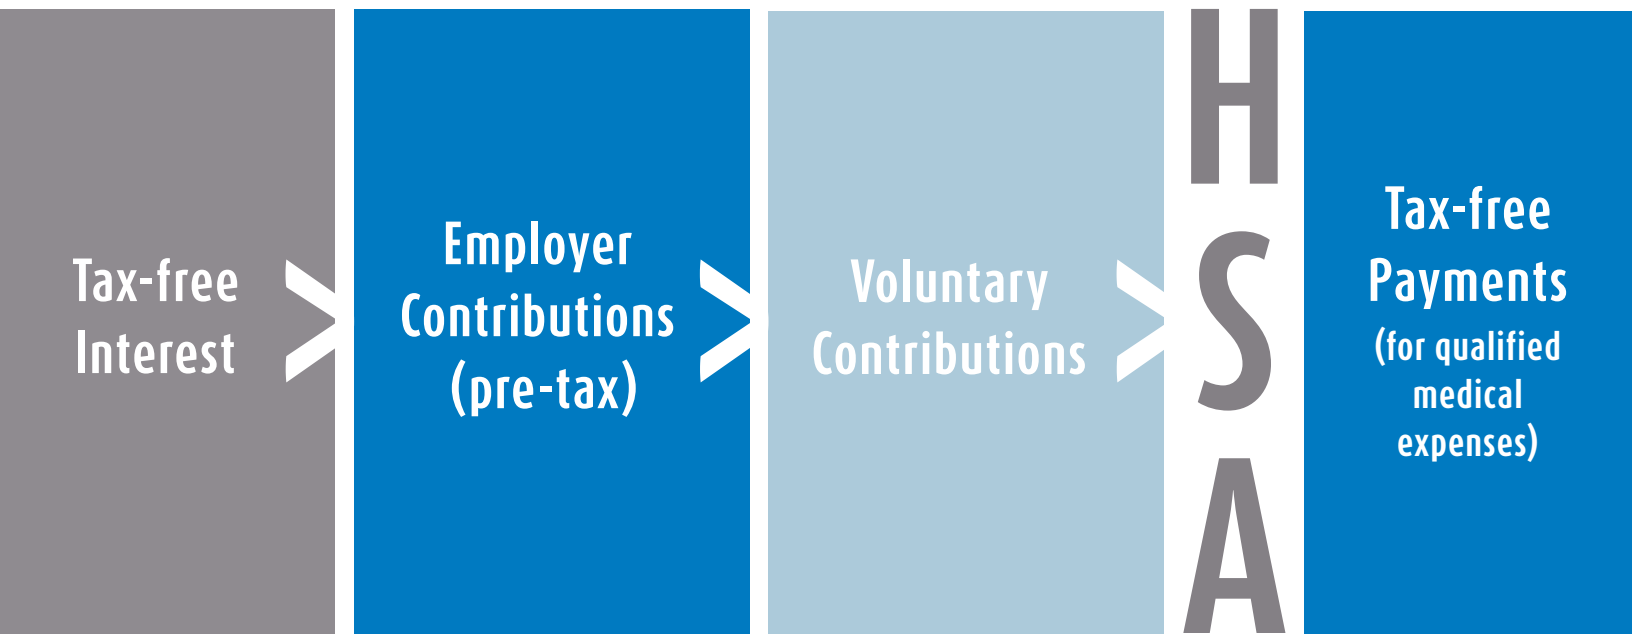 Tax-free
Interest
>
Employer
Contributions
(pre-tax)
>
Voluntary
Contributions
>
H
S
A
Tax-free
Payments
(for qualified
medical
expenses)